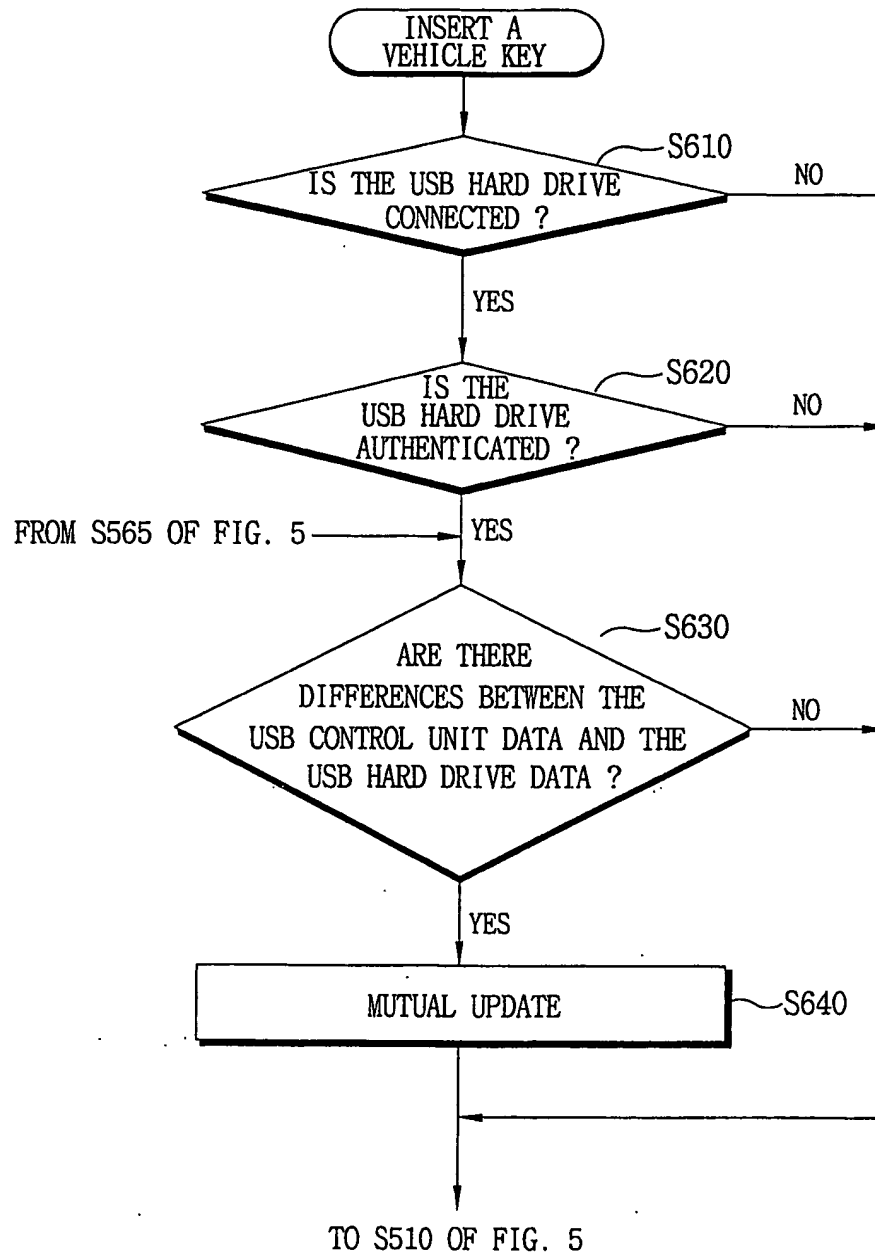 INSERT A
VEHICLE KEY
S610
IS THE USB HARD DRIVE
CONNECTED ?
NO
YES
S620
IS THE
USB HARD DRIVE
AUTHENTICATED ?
NO
FROM S565 OF FIG. 5
YES
S630
ARE THERE
DIFFERENCES BETWEEN THE
USB CONTROL UNIT DATA AND THE
USB HARD DRIVE DATA ?
NO
YES
MUTUAL UPDATE
S640
TO S510 OF FIG. 5